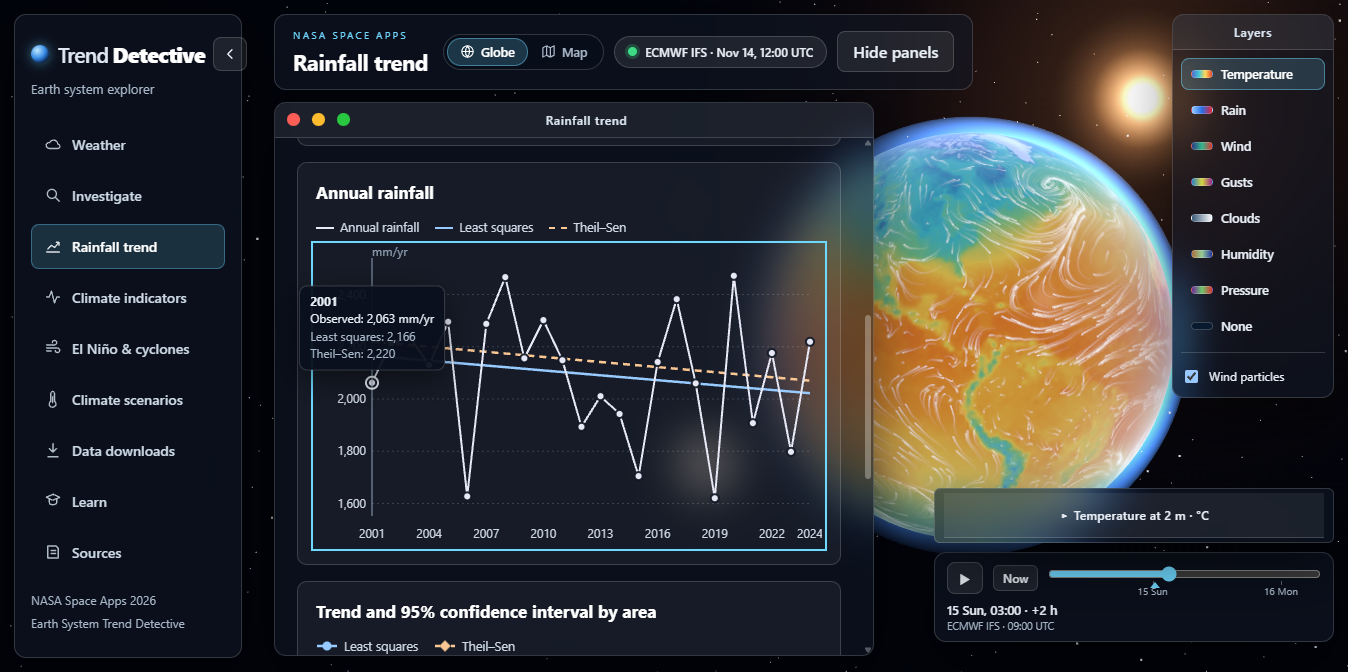 Trend Detective
Earth system explorer
Weather
Investigate
Rainfall trend
Climate indicators
El Niño & cyclones
Climate scenarios
Data downloads
Learn
Sources
NASA Space Apps 2026
Earth System Trend Detective
NASA SPACE APPS
Rainfall trend
Globe
Map
ECMWF IFS · Nov 14, 12:00 UTC
Hide panels
Rainfall trend
Annual rainfall
Annual rainfall
Least squares
Theil–Sen
mm/yr
2,400
2001
Observed: 2,063 mm/yr
Least squares: 2,166
Theil–Sen: 2,220
2,000
1,800
1,600
2001 2004 2007 2010 2013 2016 2019 2022 2024
Trend and 95% confidence interval by area
Least squares
Theil–Sen
Layers
Temperature
Rain
Wind
Gusts
Clouds
Humidity
Pressure
None
Wind particles
Temperature at 2 m · °C
Now
15 Sun
16 Mon
15 Sun, 03:00 · +2 h
ECMWF IFS · 09:00 UTC